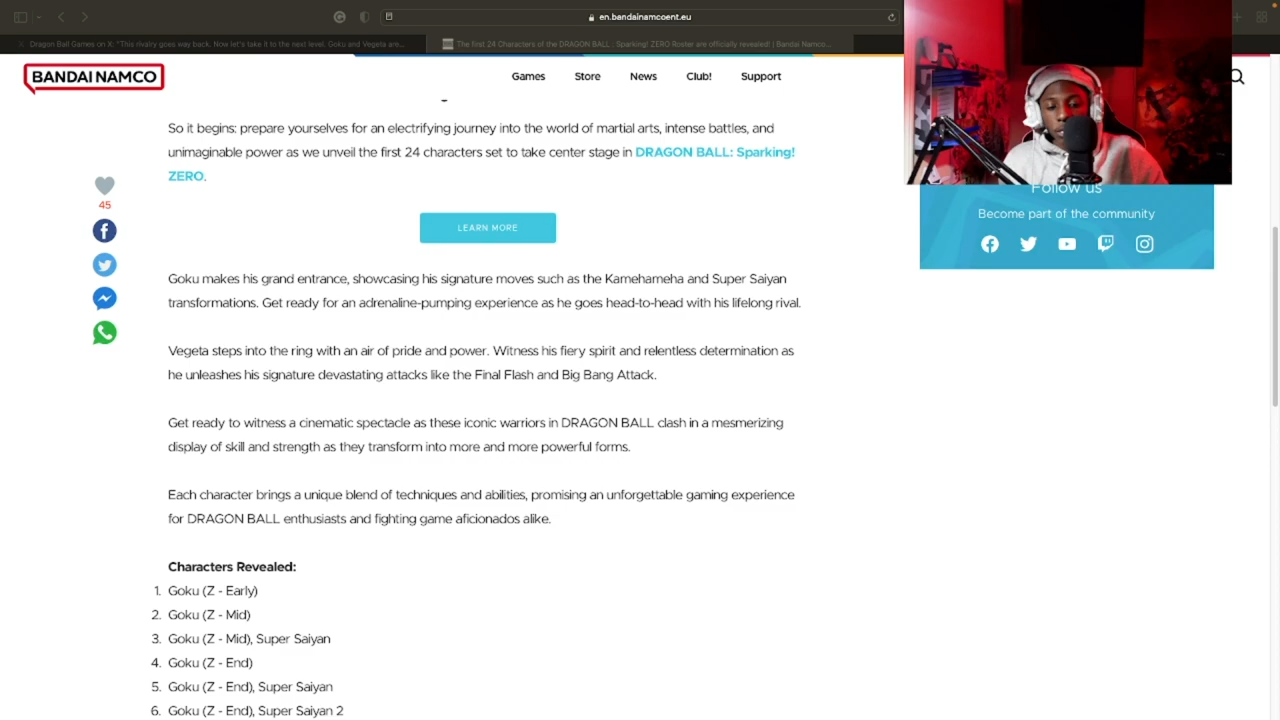 en.bandainamcoent.eu
Dragon Ball Games on X: "This rivalry goes way back. Now let's take it to the next level. Goku and Vegeta are...
The First 24 Characters of the DRAGON BALL : Sparking! ZERO Roster are officially revealed! | Bandai Namco...
BANDAI NAMCO
Games
Store
News
Club!
Support
So it begins: prepare yourselves for an electrifying journey into the world of martial arts, intense battles, and
unimaginable power as we unveil the first 24 characters set to take center stage in DRAGON BALL: Sparking!
ZERO.
45
LEARN MORE
Goku makes his grand entrance, showcasing his signature moves such as the Kamehameha and Super Saiyan
transformations. Get ready for an adrenaline-pumping experience as he goes head-to-head with his lifelong rival.
Vegeta steps into the ring with an air of pride and power. Witness his fiery spirit and relentless determination as
he unleashes his signature devastating attacks like the Final Flash and Big Bang Attack.
Get ready to witness a cinematic spectacle as these iconic warriors in DRAGON BALL clash in a mesmerizing
display of skill and strength as they transform into more and more powerful forms.
Each character brings a unique blend of techniques and abilities, promising an unforgettable gaming experience
for DRAGON BALL enthusiasts and fighting game aficionados alike.
Characters Revealed:
1. Goku (Z - Early)
2. Goku (Z - Mid)
3. Goku (Z - Mid), Super Saiyan
4. Goku (Z - End)
5. Goku (Z - End), Super Saiyan
6. Goku (Z - End), Super Saiyan 2
Follow us
Become part of the community